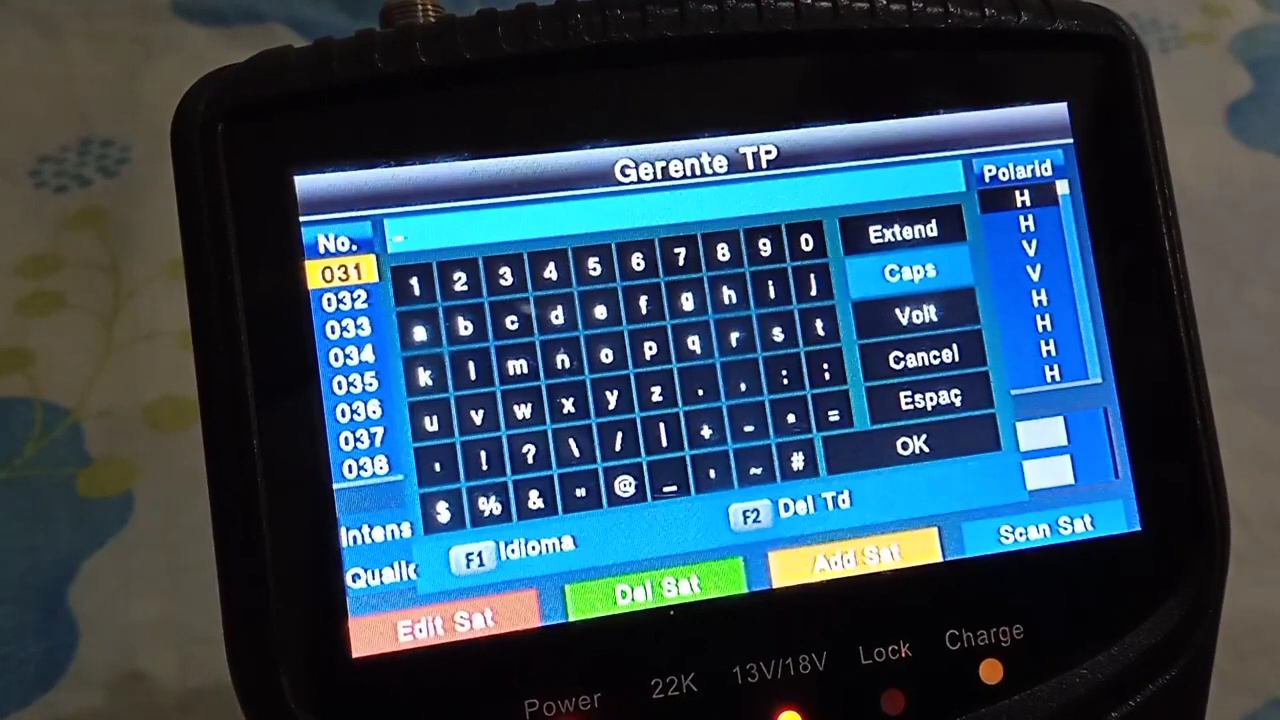 Gerente TP
No.
Polarid
031
032
033
034
035
036
037
038
H
H
V
V
H
H
H
H
-
1 2 3 4 5 6 7 8 9 0
a b c d e f g h i j
k l m n o p q r s t
u v w x y z . , : ;
' ! ? \ / | + - * =
$ % & " @ _ ' ~ #
Extend
Caps
Volt
Cancel
Espaç
OK
Intens
Qualic
F1 Idioma
F2 Del Td
Edit Sat
Del Sat
Add Sat
Scan Sat
Power
22K
13V/18V
Lock
Charge